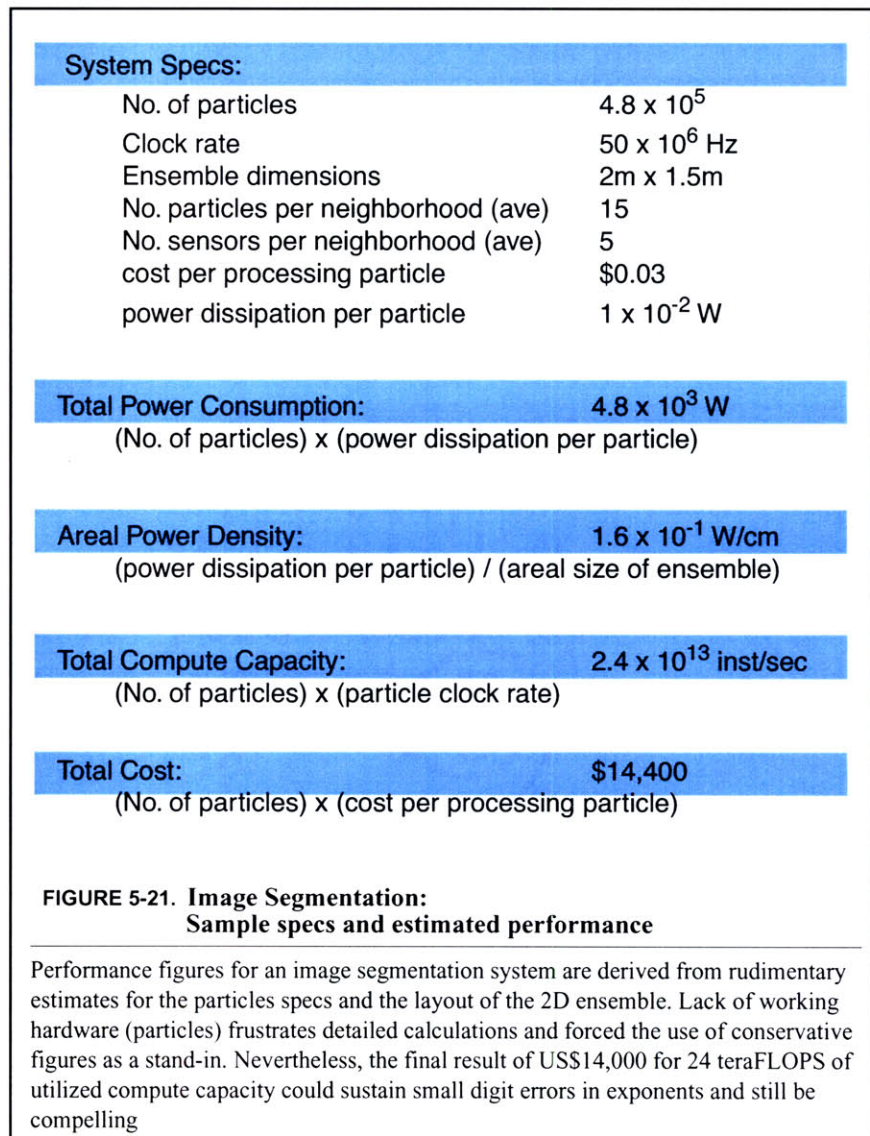 System Specs:
No. of particles 4.8 x 10⁵
Clock rate 50 x 10⁶ Hz
Ensemble dimensions 2m x 1.5m
No. particles per neighborhood (ave) 15
No. sensors per neighborhood (ave) 5
cost per processing particle $0.03
power dissipation per particle 1 x 10⁻² W
Total Power Consumption: 4.8 x 10³ W
(No. of particles) x (power dissipation per particle)
Areal Power Density: 1.6 x 10⁻¹ W/cm
(power dissipation per particle) / (areal size of ensemble)
Total Compute Capacity: 2.4 x 10¹³ inst/sec
(No. of particles) x (particle clock rate)
Total Cost: $14,400
(No. of particles) x (cost per processing particle)
FIGURE 5-21. Image Segmentation:
Sample specs and estimated performance
Performance figures for an image segmentation system are derived from rudimentary
estimates for the particles specs and the layout of the 2D ensemble. Lack of working
hardware (particles) frustrates detailed calculations and forced the use of conservative
figures as a stand-in. Nevertheless, the final result of US$14,000 for 24 teraFLOPS of
utilized compute capacity could sustain small digit errors in exponents and still be
compelling